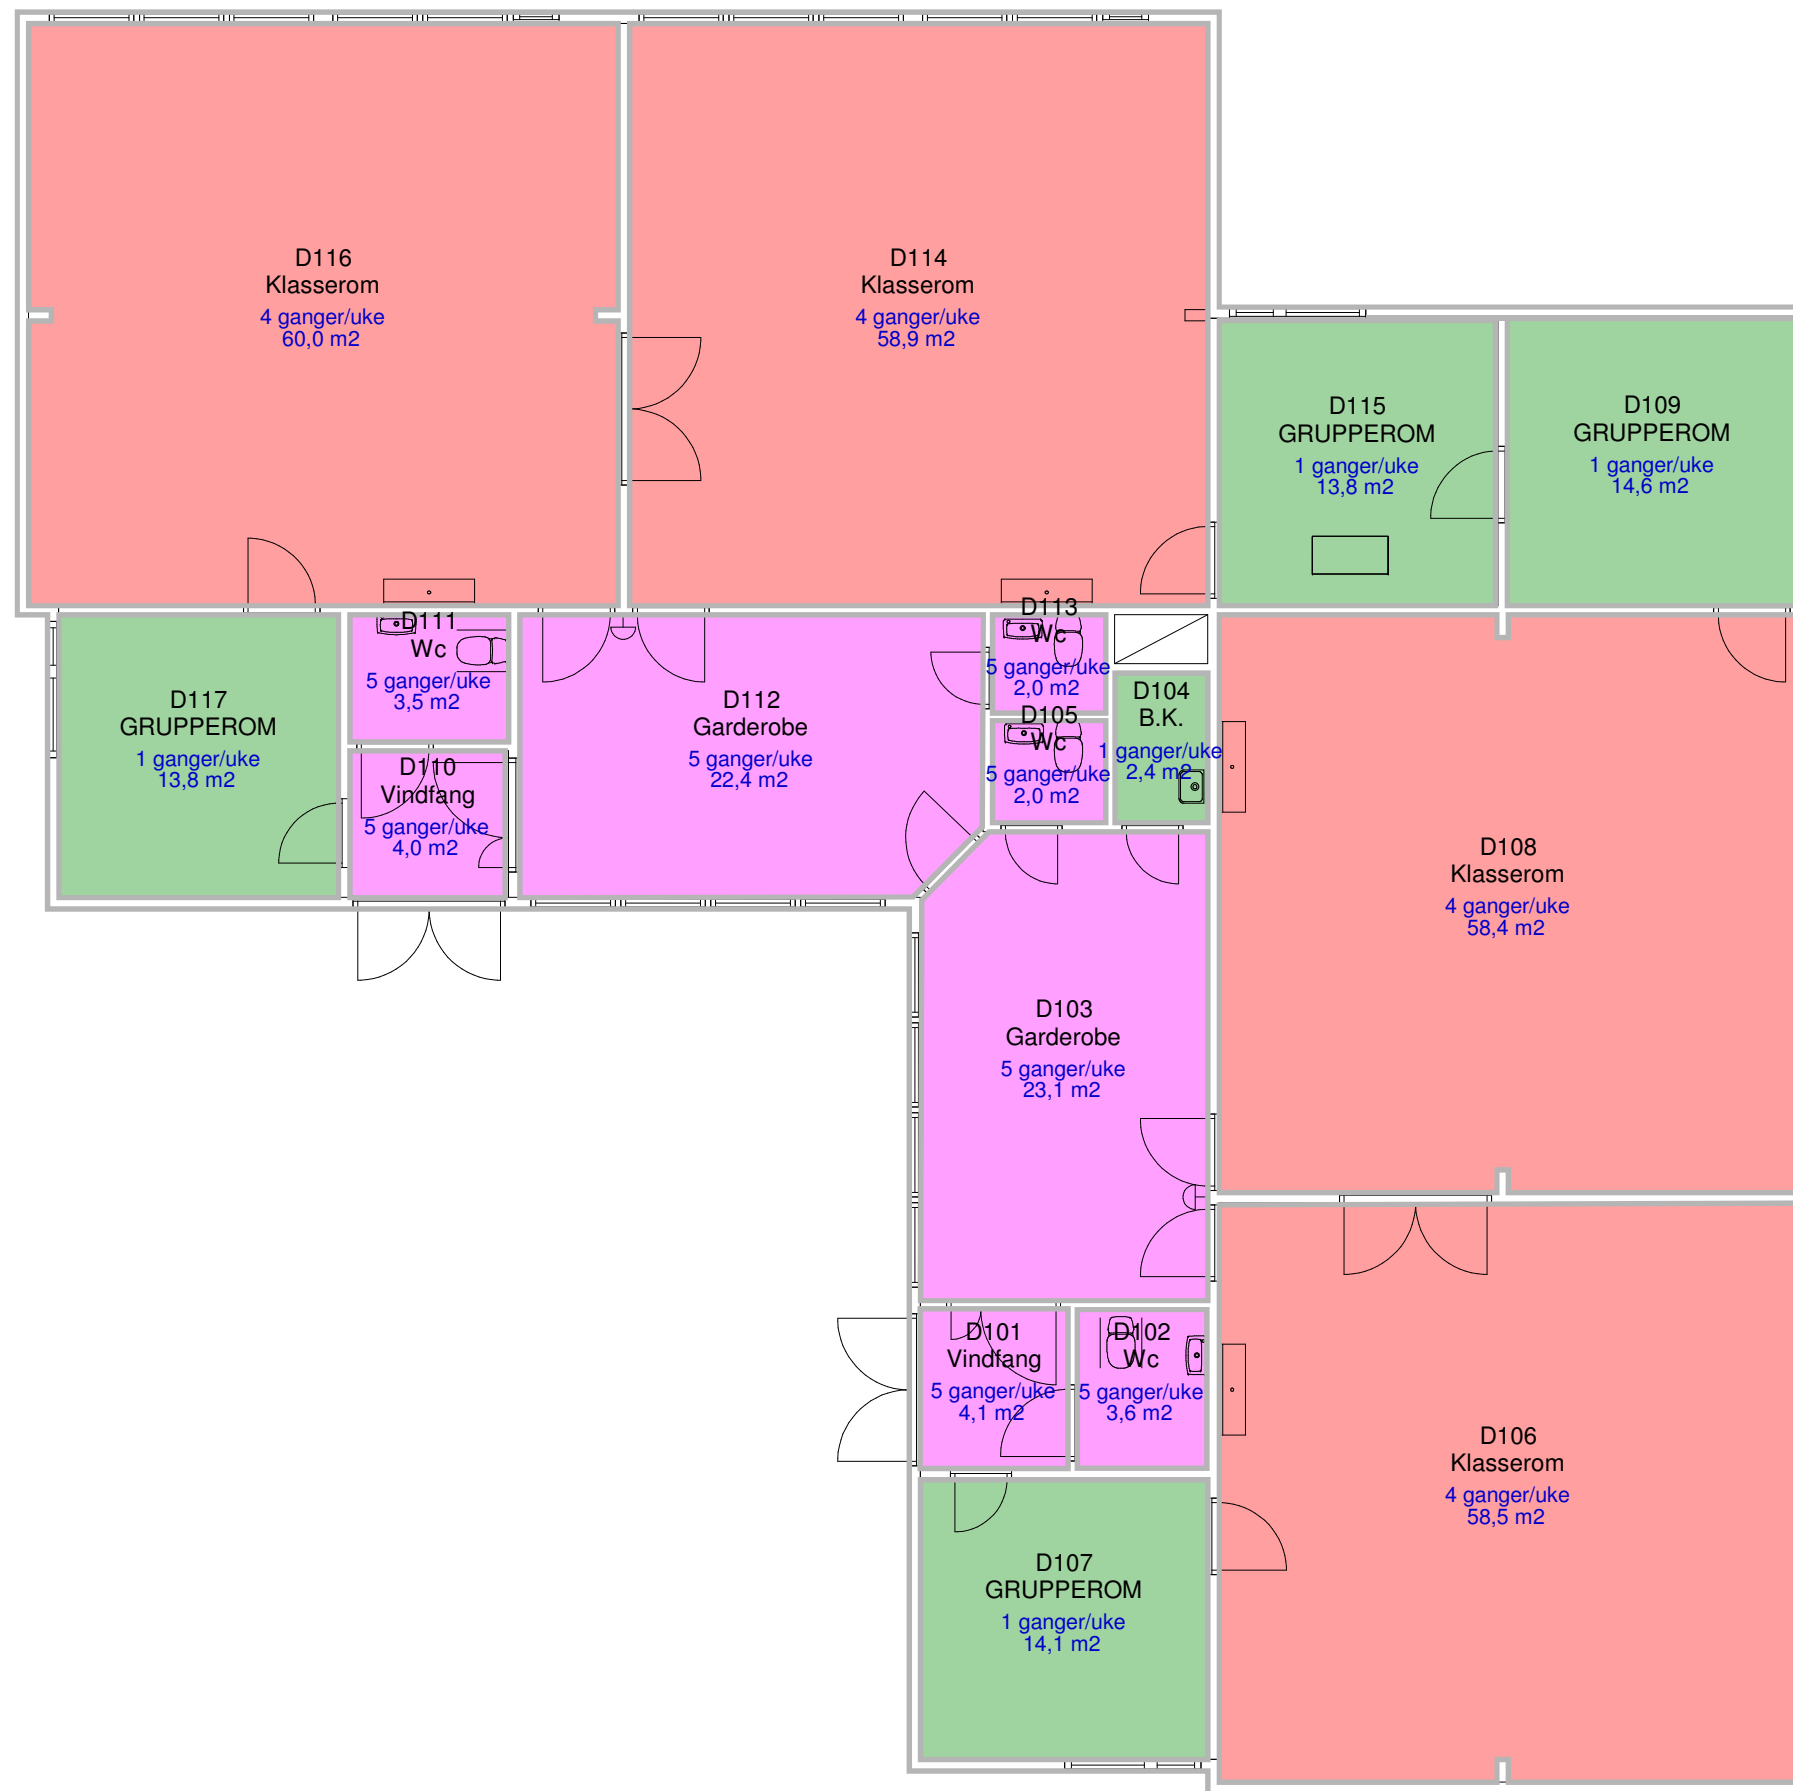 D116
Klasserom
4 ganger/uke
60,0 m2
D114
Klasserom
4 ganger/uke
58,9 m2
D115
GRUPPEROM
1 ganger/uke
13,8 m2
D109
GRUPPEROM
1 ganger/uke
14,6 m2
D117
GRUPPEROM
1 ganger/uke
13,8 m2
D111
Wc
5 ganger/uke
3,5 m2
D110
Vindfang
5 ganger/uke
4,0 m2
D112
Garderobe
5 ganger/uke
22,4 m2
D113
Wc
5 ganger/uke
2,0 m2
D105
Wc
5 ganger/uke
2,0 m2
D104
B.K.
1 ganger/uke
2,4 m2
D108
Klasserom
4 ganger/uke
58,4 m2
D103
Garderobe
5 ganger/uke
23,1 m2
D101
Vindfang
5 ganger/uke
4,1 m2
D102
Wc
5 ganger/uke
3,6 m2
D106
Klasserom
4 ganger/uke
58,5 m2
D107
GRUPPEROM
1 ganger/uke
14,1 m2